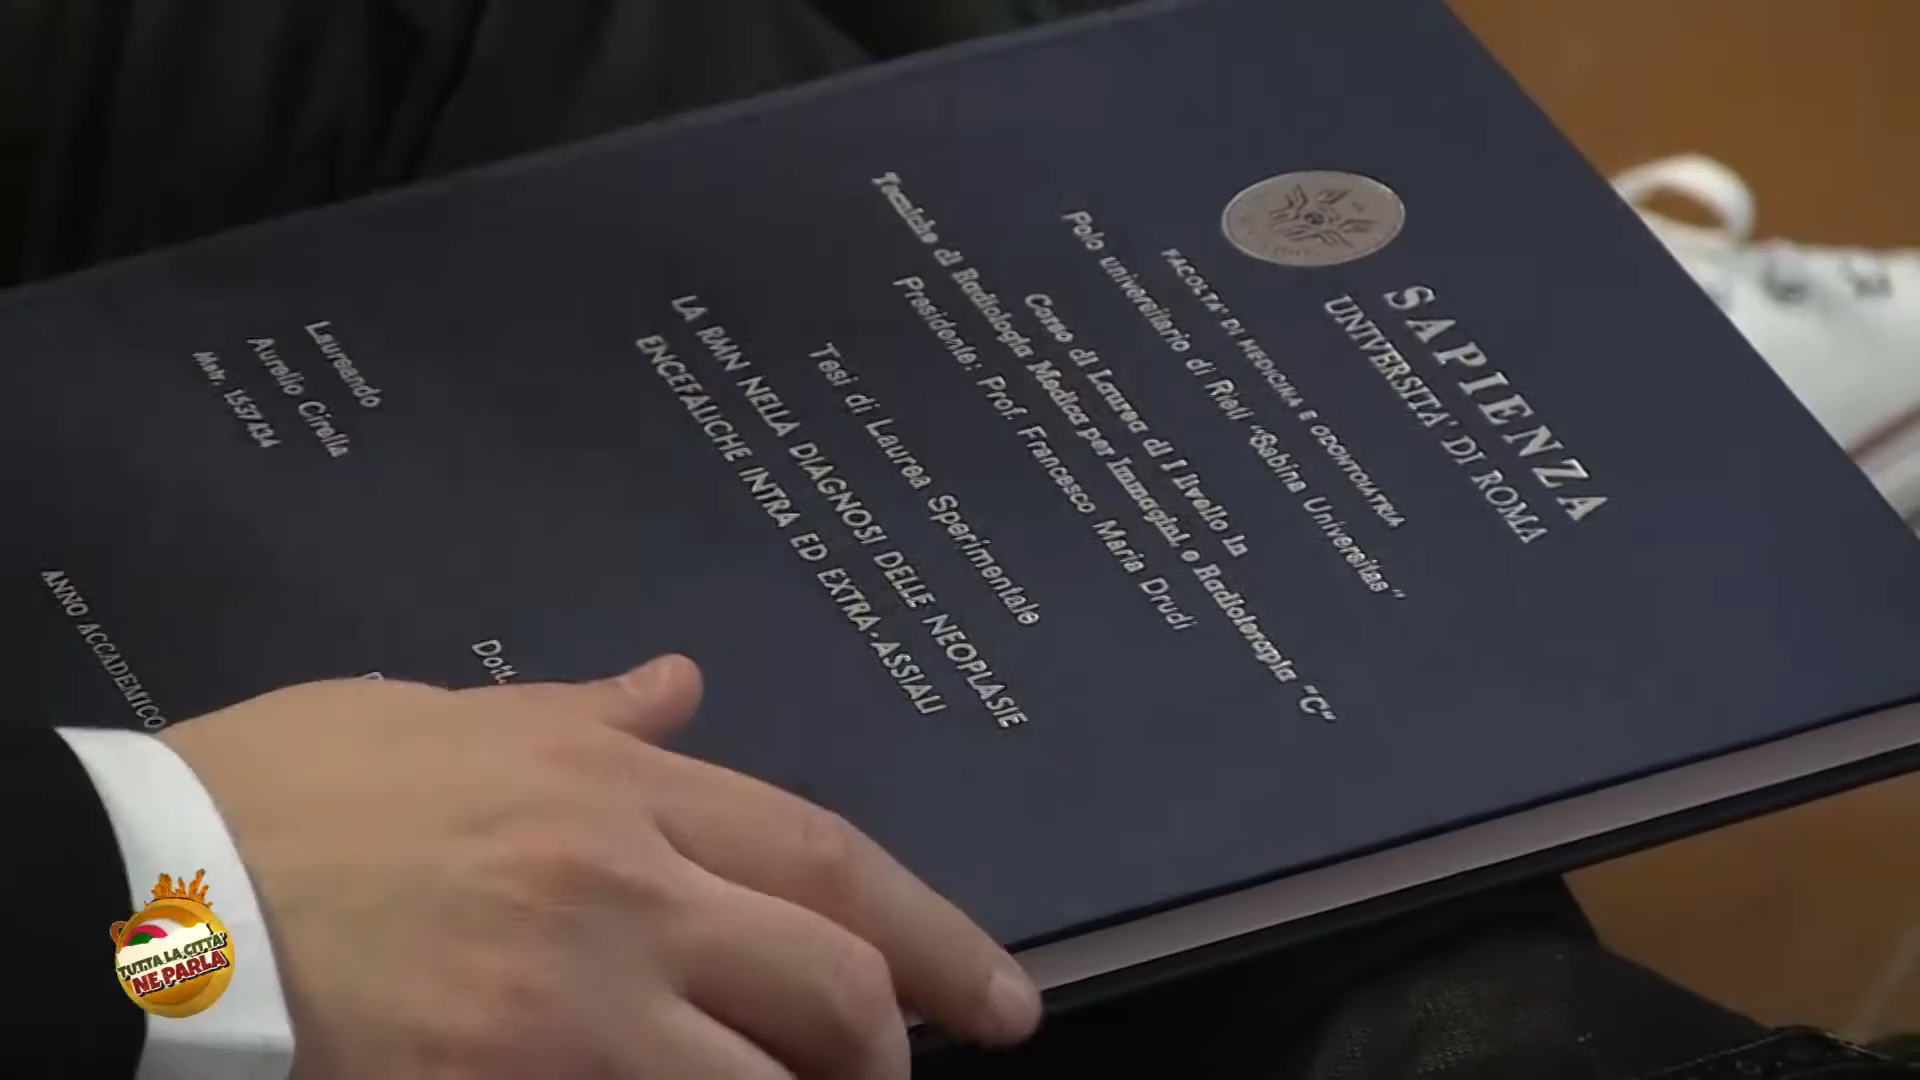 SAPIENZA
UNIVERSITA' DI ROMA
FACOLTA' DI MEDICINA E ODONTOIATRIA
Polo universitario di Rieti "Sabina Universitas"
Corso di Laurea di I livello in
Tecniche di Radiologia Medica per Immagini, e Radioterapia "C"
Presidente: Prof. Francesco Maria Drudi
Tesi di Laurea Sperimentale
LA RMN NELLA DIAGNOSI DELLE NEOPLASIE
ENCEFALICHE INTRA ED EXTRA-ASSIALI
Dott.
Laureando
Aurelio Cirella
Matr. 1537434
ANNO ACCADEMICO
TUTTA LA CITTA'
NE PARLA